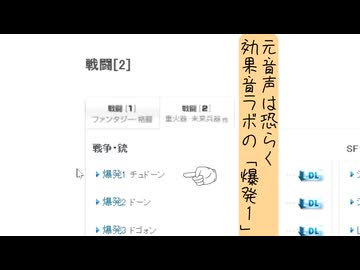 戦闘[2]
元音声は恐らく
効果音ラボの「爆発1」
戦闘 [1]
ファンタジー・格闘
戦闘 [2]
重火器・未来兵器 他
戦争・銃
SF
爆発1 チュドーン
DL
爆発2 ドーン
DL
爆発3 ドゴォン
DL